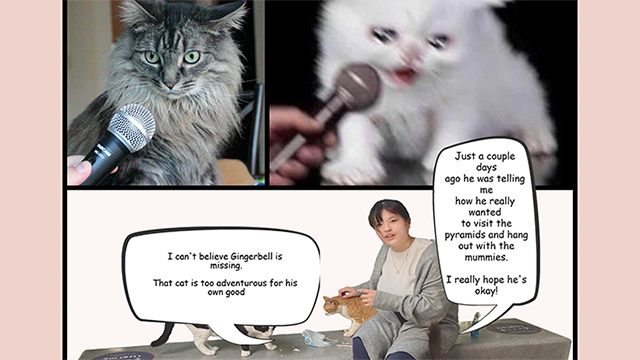 I can't believe Gingerbell is
missing.
That cat is too adventurous for his
own good
Just a couple
days
ago he was telling
me
how he really
wanted
to visit the
pyramids and hang
out with the
mummies.
I really hope he's
okay!